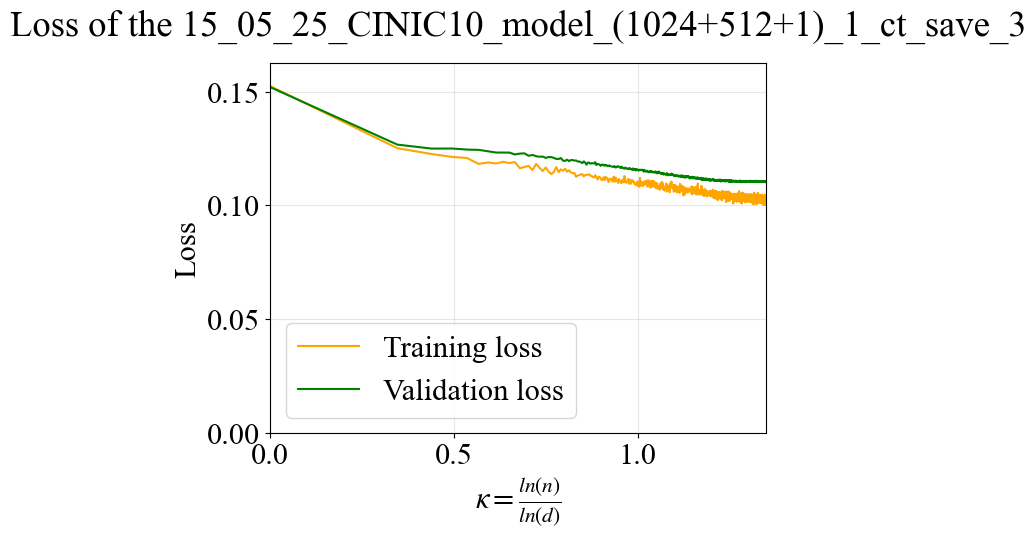 Loss of the 15_05_25_CINIC10_model_(1024+512+1)_1_ct_save_3
0.15
0.10
0.05
0.00
Loss
Training loss
Validation loss
0.0 0.5 1.0
κ = ln(n)/ln(d)